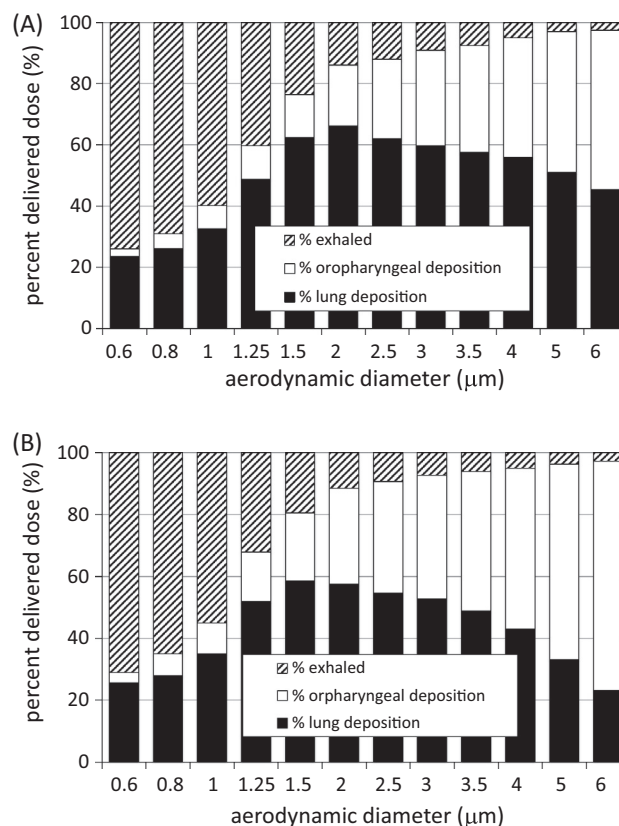 (A)
100
80
60
40
20
0
percent delivered dose (%)
% exhaled
% oropharyngeal deposition
% lung deposition
0.6 0.8 1 1.25 1.5 2 2.5 3 3.5 4 5 6
aerodynamic diameter (μm)
(B)
100
80
60
40
20
0
percent delivered dose (%)
% exhaled
% orpharyngeal deposition
% lung deposition
0.6 0.8 1 1.25 1.5 2 2.5 3 3.5 4 5 6
aerodynamic diameter (μm)